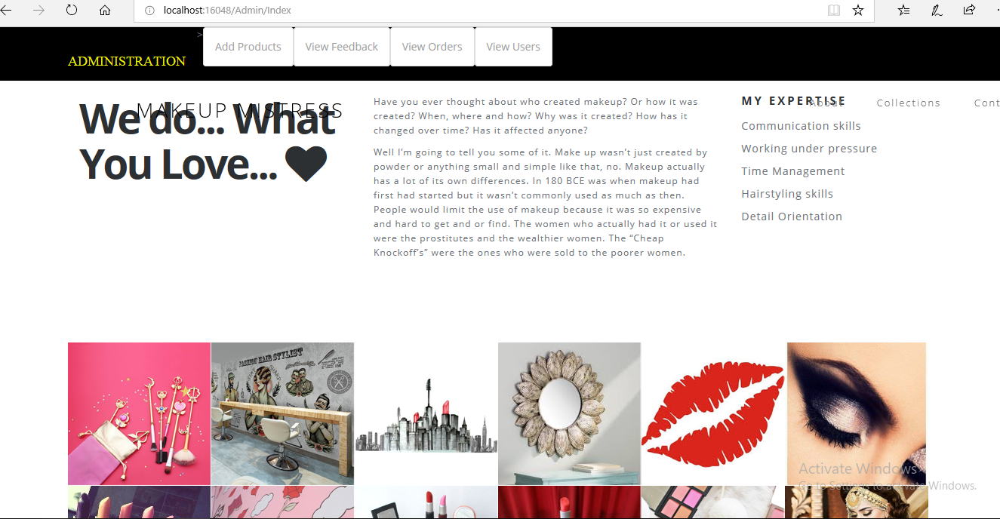 localhost:16048/Admin/Index
>
ADMINISTRATION
Add Products
View Feedback
View Orders
View Users
MAKEUP MISTRESS
We do... What
You Love...
Have you ever thought about who created makeup? Or how it was
created? When, where and how? Why was it created? How has it
changed over time? Has it affected anyone?
Well I’m going to tell you some of it. Make up wasn’t just created by
powder or anything small and simple like that, no. Makeup actually
has a lot of its own differences. In 180 BCE was when makeup had
first had started but it wasn’t commonly used as much as then.
People would limit the use of makeup because it was so expensive
and hard to get and or find. The women who actually had it or used it
were the prostitutes and the wealthier women. The “Cheap
Knockoff’s” were the ones who were sold to the poorer women.
MY EXPERTISE
About
Collections
Cont
Communication skills
Working under pressure
Time Management
Hairstyling skills
Detail Orientation
FASHION HAIR STYLIST
Activate Windows
Go to Settings to activate Windows.